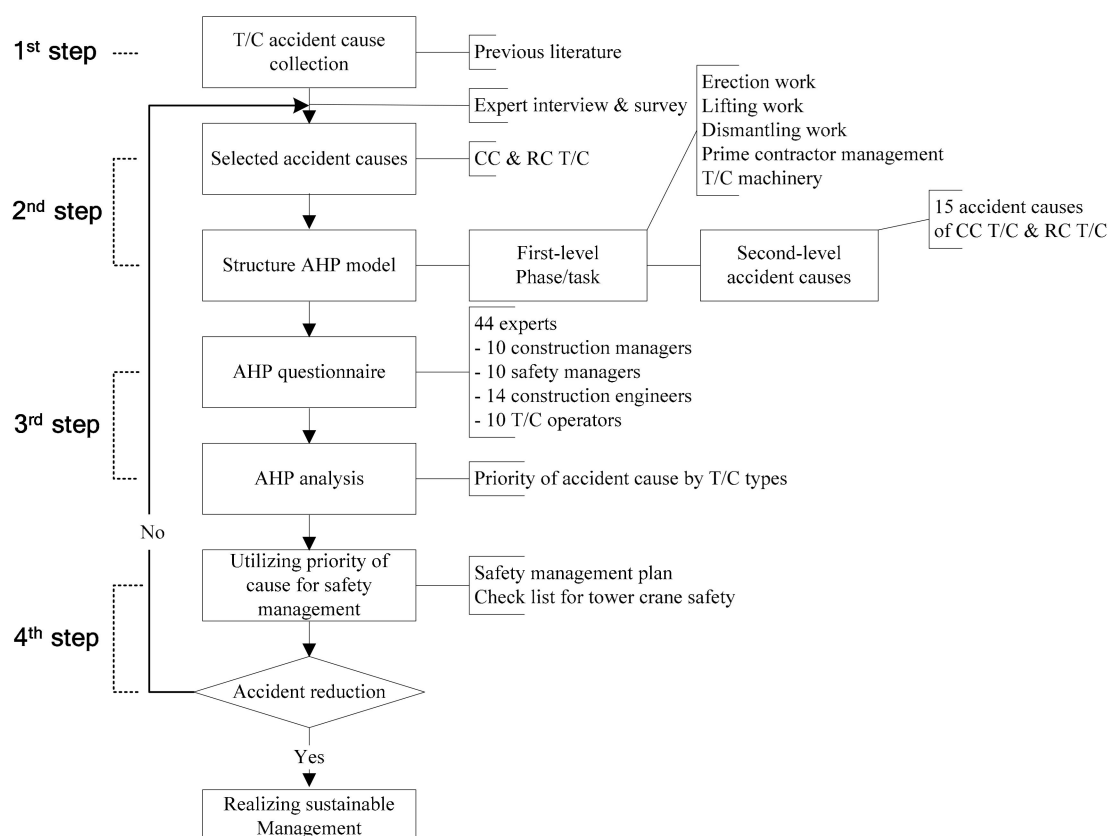 1st step
T/C accident cause
collection
Previous literature
Expert interview & survey
Erection work
Lifting work
Dismantling work
Prime contractor management
T/C machinery
2nd step
Selected accident causes
CC & RC T/C
15 accident causes
of CC T/C & RC T/C
Structure AHP model
First-level
Phase/task
Second-level
accident causes
3rd step
AHP questionnaire
44 experts
- 10 construction managers
- 10 safety managers
- 14 construction engineers
- 10 T/C operators
AHP analysis
Priority of accident cause by T/C types
No
4th step
Utilizing priority of
cause for safety
management
Safety management plan
Check list for tower crane safety
Accident reduction
Yes
Realizing sustainable
Management